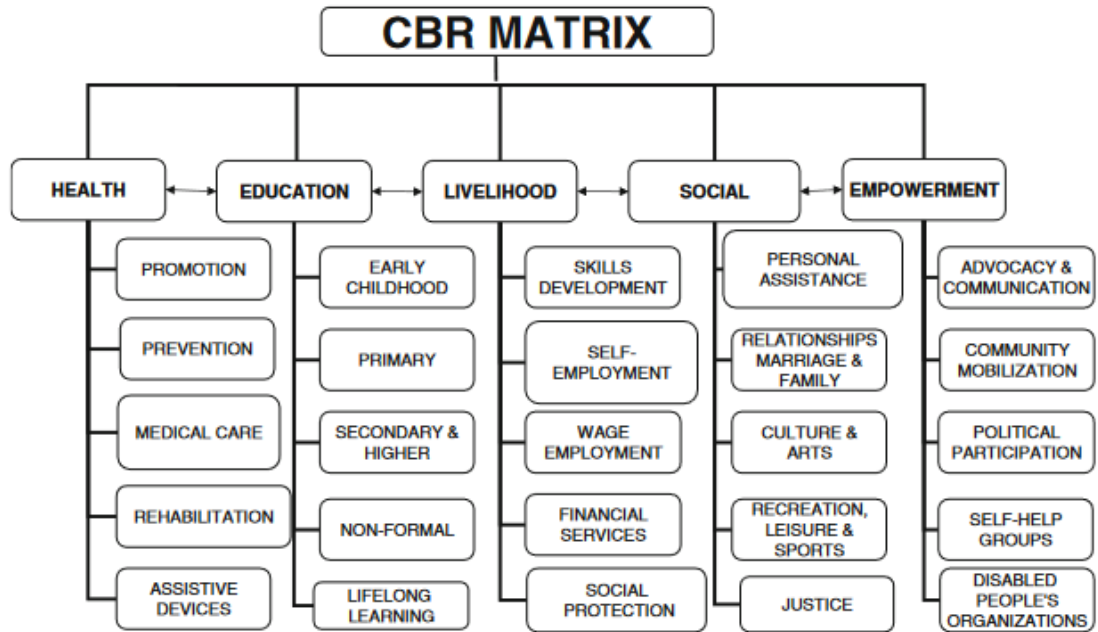 CBR MATRIX
HEALTH
EDUCATION
LIVELIHOOD
SOCIAL
EMPOWERMENT
PROMOTION
PREVENTION
MEDICAL CARE
REHABILITATION
ASSISTIVE
DEVICES
EARLY
CHILDHOOD
PRIMARY
SECONDARY &
HIGHER
NON-FORMAL
LIFELONG
LEARNING
SKILLS
DEVELOPMENT
SELF-
EMPLOYMENT
WAGE
EMPLOYMENT
FINANCIAL
SERVICES
SOCIAL
PROTECTION
PERSONAL
ASSISTANCE
RELATIONSHIPS
MARRIAGE &
FAMILY
CULTURE &
ARTS
RECREATION,
LEISURE &
SPORTS
JUSTICE
ADVOCACY &
COMMUNICATION
COMMUNITY
MOBILIZATION
POLITICAL
PARTICIPATION
SELF-HELP
GROUPS
DISABLED
PEOPLE'S
ORGANIZATIONS